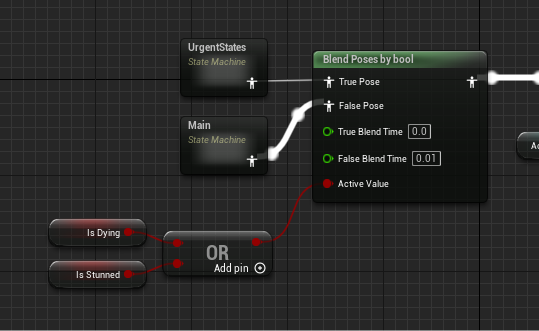 UrgentStates
State Machine
Blend Poses by bool
True Pose
False Pose
Main
State Machine
True Blend Time 0.0
False Blend Time 0.01
Active Value
Is Dying
OR
Add pin
Is Stunned